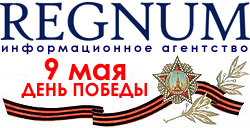 REGNUM
информационное агентство
9 мая
ДЕНЬ ПОБЕДЫ